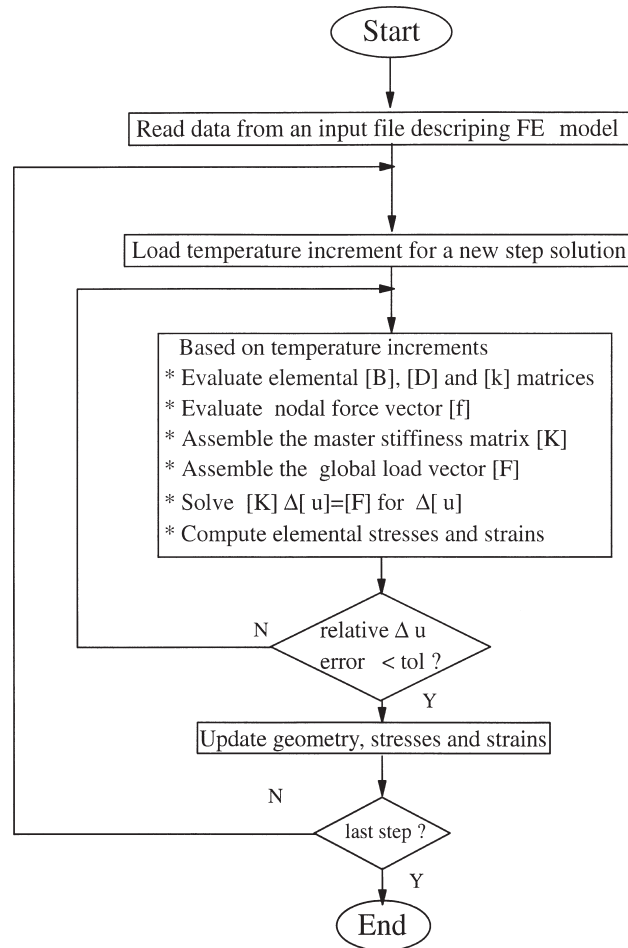 Start
Read data from an input file descriping FE model
Load temperature increment for a new step solution
Based on temperature increments
* Evaluate elemental [B], [D] and [k] matrices
* Evaluate nodal force vector [f]
* Assemble the master stiffiness matrix [K]
* Assemble the global load vector [F]
* Solve [K] Δ[ u]=[F] for Δ[ u]
* Compute elemental stresses and strains
N
relative Δ u
error < tol ?
Y
Update geometry, stresses and strains
N
last step ?
Y
End